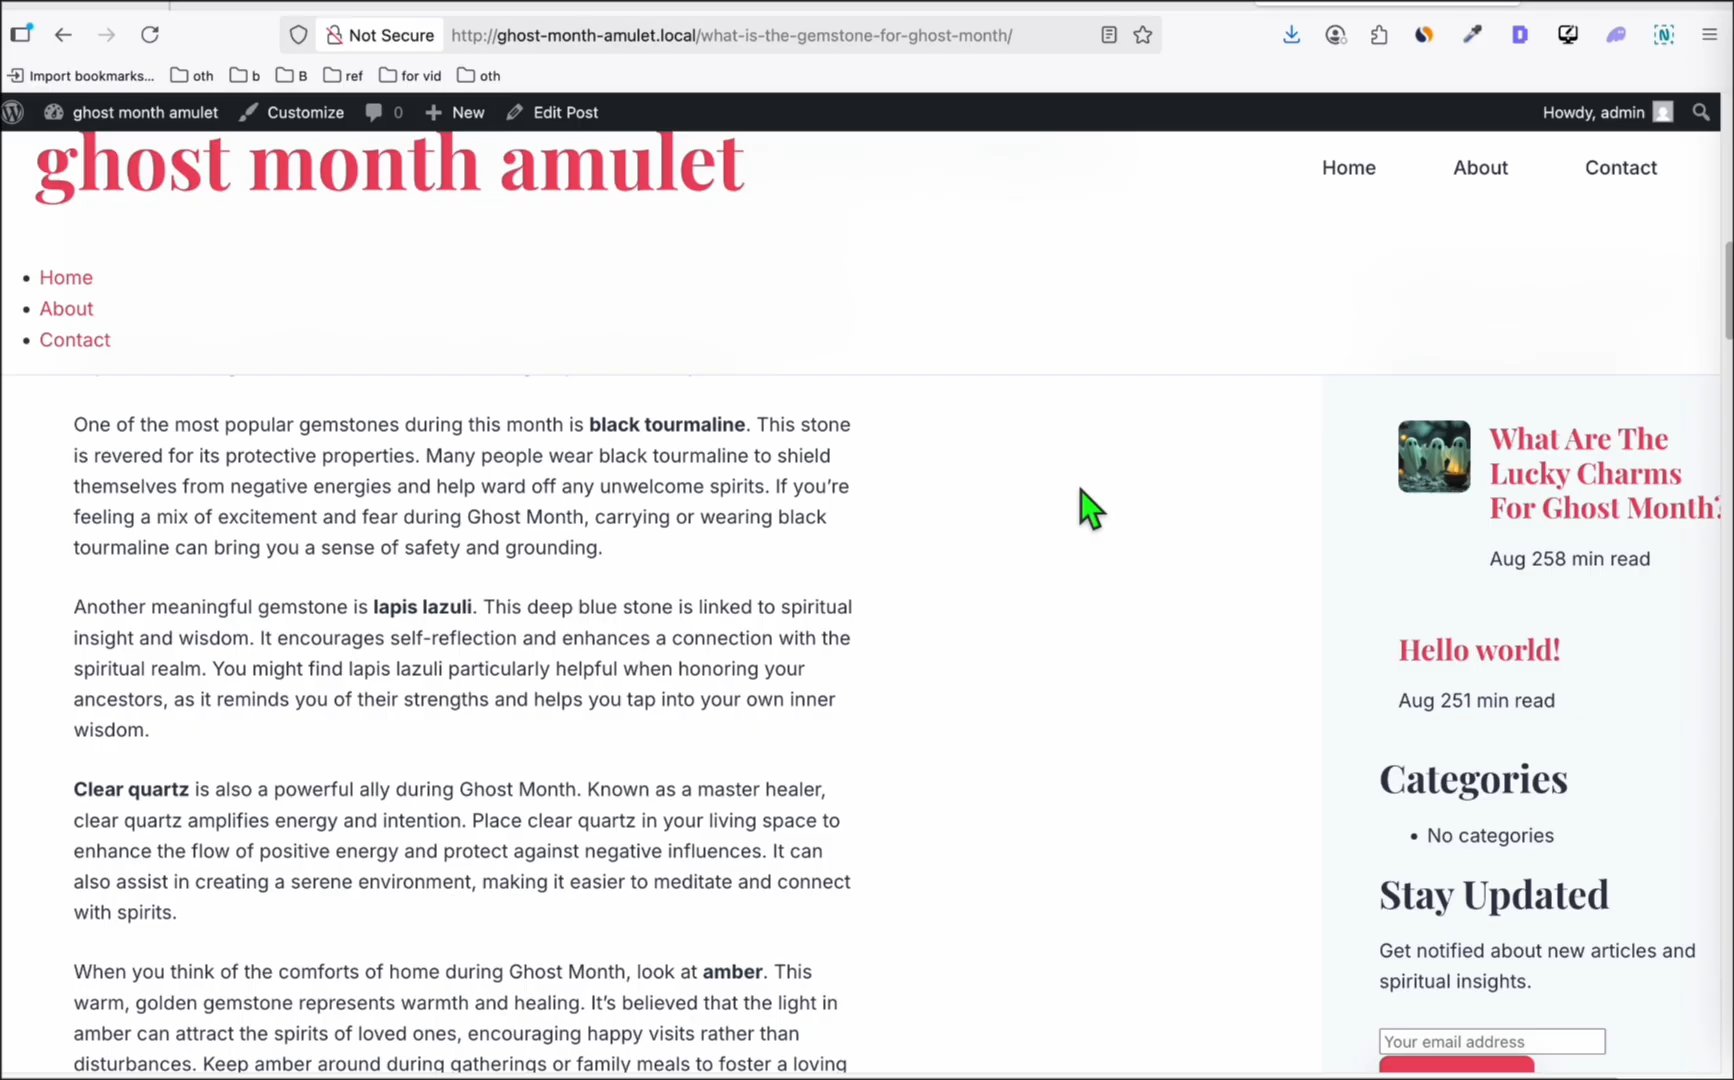 Not Secure
http://ghost-month-amulet.local/what-is-the-gemstone-for-ghost-month/
Import bookmarks...
oth
b
B
ref
for vid
oth
ghost month amulet
Customize
0
New
Edit Post
Howdy, admin
ghost month amulet
Home
About
Contact
Home
About
Contact
One of the most popular gemstones during this month is black tourmaline. This stone
is revered for its protective properties. Many people wear black tourmaline to shield
themselves from negative energies and help ward off any unwelcome spirits. If you’re
feeling a mix of excitement and fear during Ghost Month, carrying or wearing black
tourmaline can bring you a sense of safety and grounding.
Another meaningful gemstone is lapis lazuli. This deep blue stone is linked to spiritual
insight and wisdom. It encourages self-reflection and enhances a connection with the
spiritual realm. You might find lapis lazuli particularly helpful when honoring your
ancestors, as it reminds you of their strengths and helps you tap into your own inner
wisdom.
Clear quartz is also a powerful ally during Ghost Month. Known as a master healer,
clear quartz amplifies energy and intention. Place clear quartz in your living space to
enhance the flow of positive energy and protect against negative influences. It can
also assist in creating a serene environment, making it easier to meditate and connect
with spirits.
When you think of the comforts of home during Ghost Month, look at amber. This
warm, golden gemstone represents warmth and healing. It’s believed that the light in
amber can attract the spirits of loved ones, encouraging happy visits rather than
disturbances. Keep amber around during gatherings or family meals to foster a loving
What Are The
Lucky Charms
For Ghost Month?
Aug 258 min read
Hello world!
Aug 251 min read
Categories
No categories
Stay Updated
Get notified about new articles and
spiritual insights.
Your email address